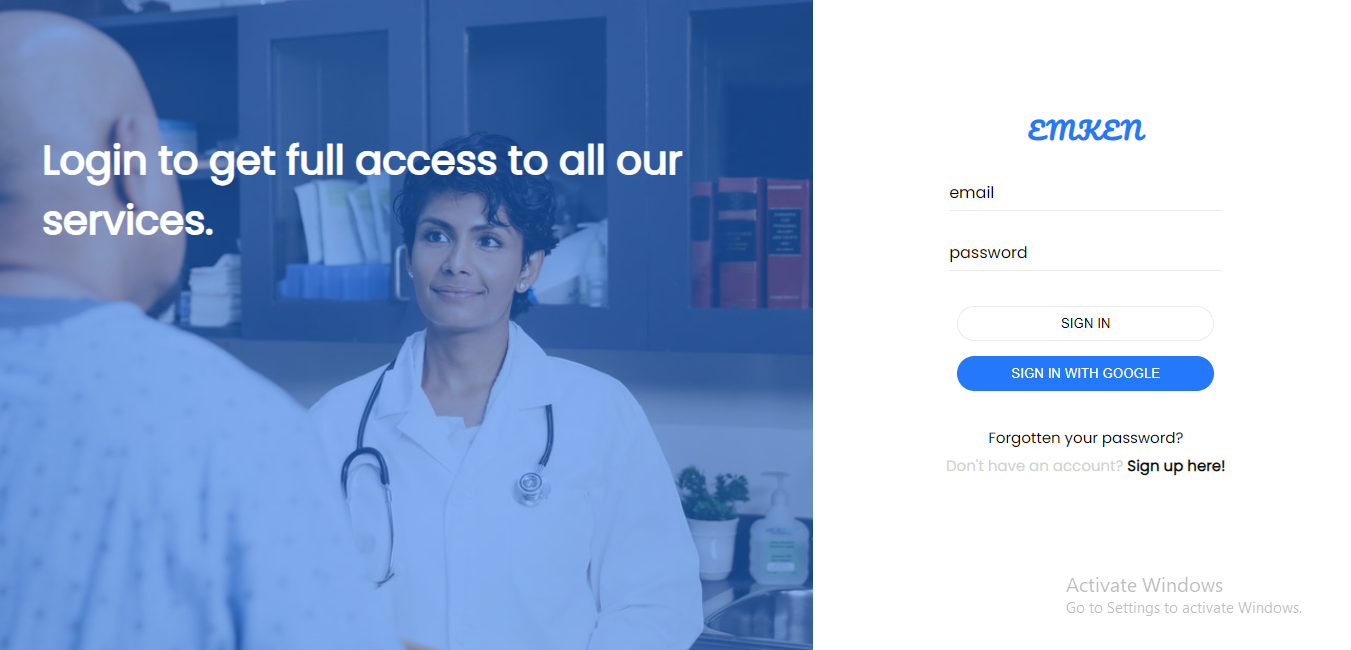 Login to get full access to all our
services.
EMKEN
email
password
SIGN IN
SIGN IN WITH GOOGLE
Forgotten your password?
Don't have an account? Sign up here!
Activate Windows
Go to Settings to activate Windows.